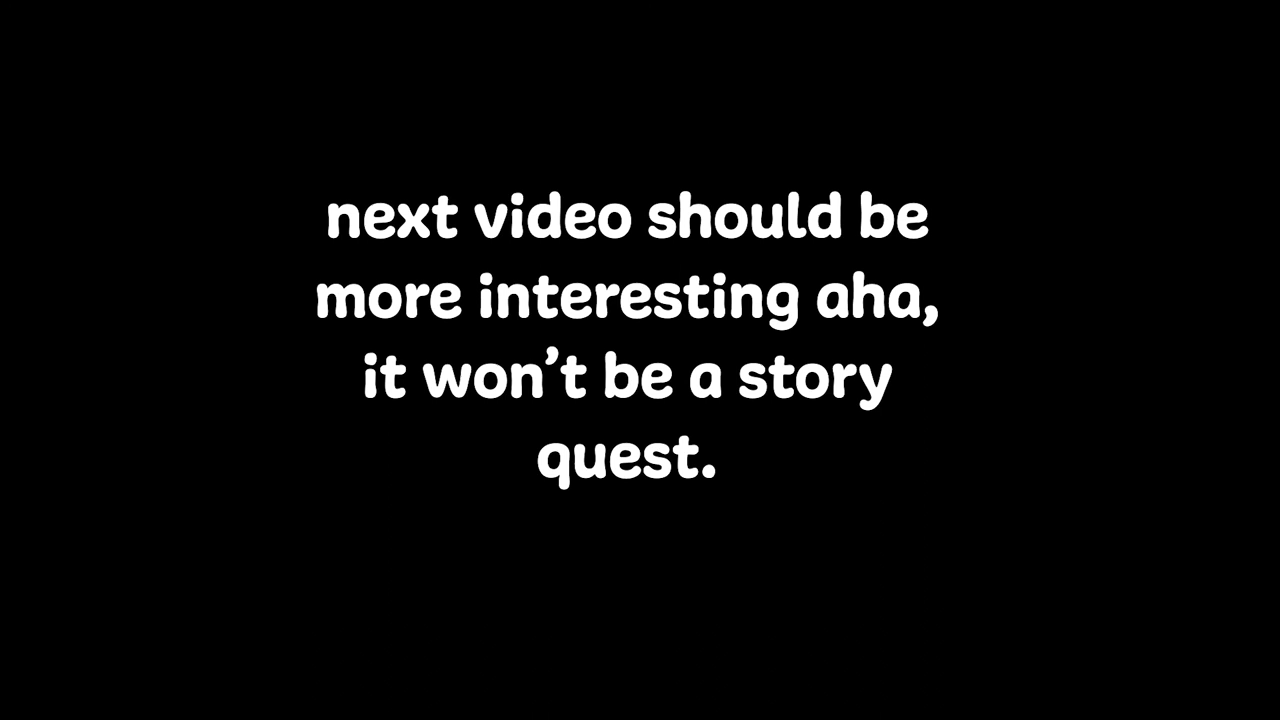 next video should be
more interesting aha,
it won’t be a story
quest.